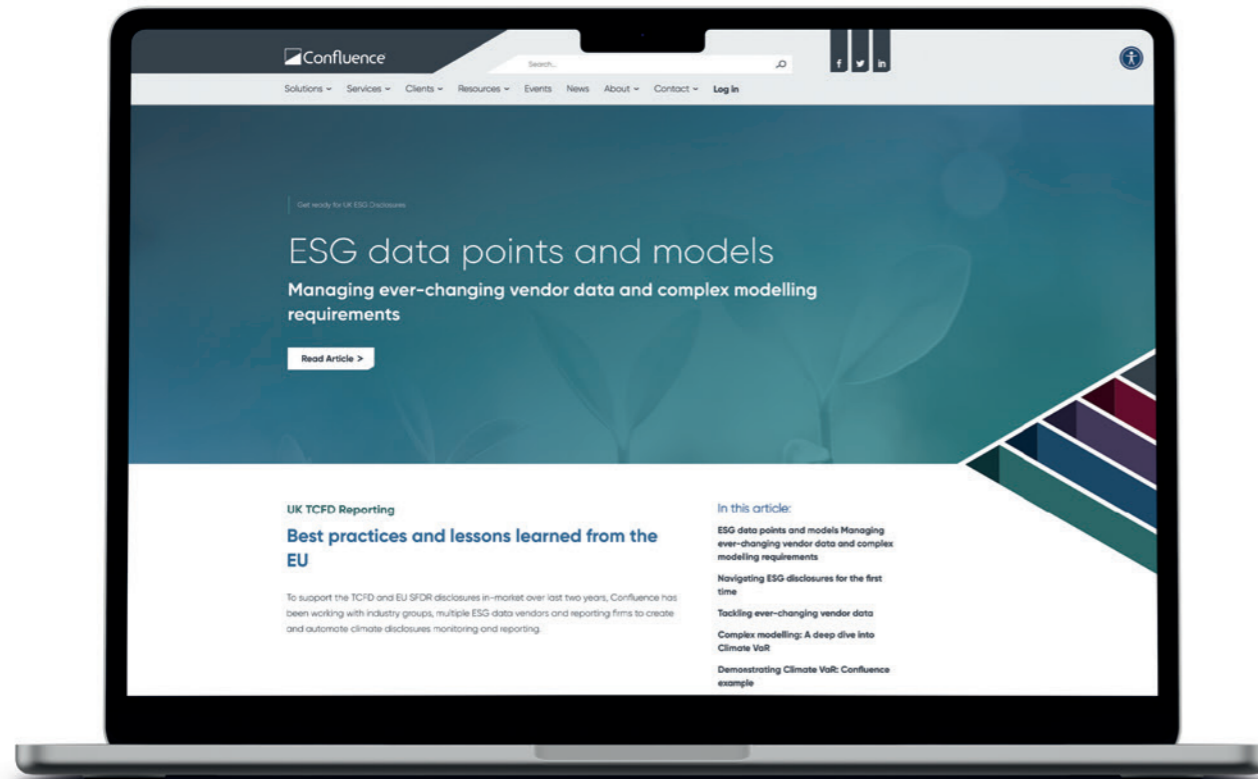 Confluence
Search...
f
in
Solutions
Services
Clients
Resources
Events
News
About
Contact
Log in
Get ready for UK ESG Disclosures
ESG data points and models
Managing ever-changing vendor data and complex modelling
requirements
Read Article >
UK TCFD Reporting
Best practices and lessons learned from the
EU
To support the TCFD and EU SFDR disclosures in-market over last two years, Confluence has
been working with industry groups, multiple ESG data vendors and reporting firms to create
and automate climate disclosures monitoring and reporting.
In this article:
ESG data points and models Managing
ever-changing vendor data and complex
modelling requirements
Navigating ESG disclosures for the first
time
Tackling ever-changing vendor data
Complex modelling: A deep dive into
Climate VaR
Demonstrating Climate VaR: Confluence
example